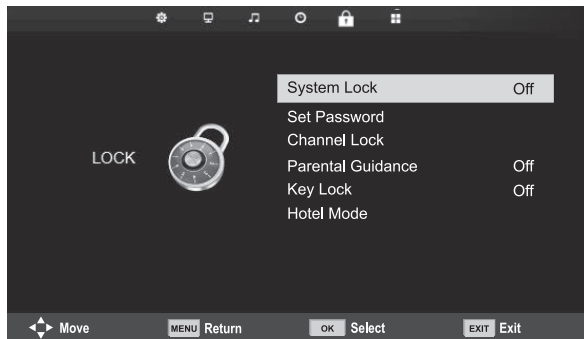 System Lock Off
Set Password
Channel Lock
LOCK
Parental Guidance Off
Key Lock Off
Hotel Mode
Move MENU Return OK Select EXIT Exit